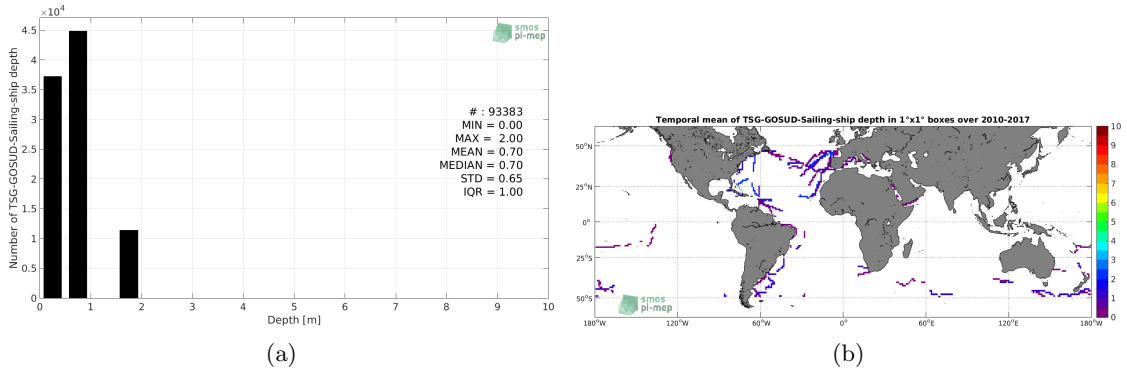 ×10⁴
4.5
4
3.5
3
2.5
2
1.5
1
0.5
0
Number of TSG-GOSUD-Sailing-ship depth
smos
pi-mep
# : 93383
MIN = 0.00
MAX = 2.00
MEAN = 0.70
MEDIAN = 0.70
STD = 0.65
IQR = 1.00
1 2 3 4 5 6 7 8 9 10
Depth [m]
(a)
Temporal mean of TSG-GOSUD-Sailing-ship depth in 1°x1° boxes over 2010-2017
50°N
25°N
0°
25°S
50°S
180°W 120°W 60°W 0° 60°E 120°E 180°W
smos
pi-mep
10
9
8
7
6
5
4
3
2
1
0
(b)